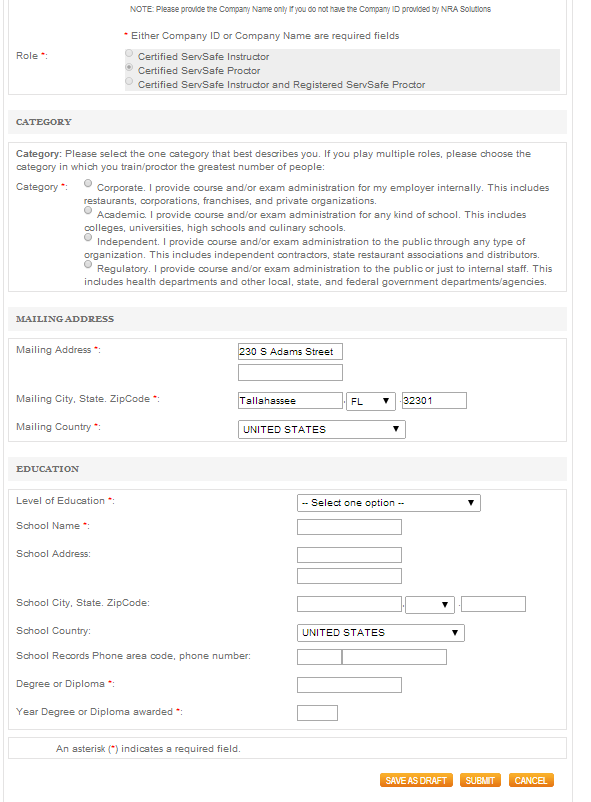 NOTE: Please provide the Company Name only if you do not have the Company ID provided by NRA Solutions
* Either Company ID or Company Name are required fields
Role *:
Certified ServSafe Instructor
Certified ServSafe Proctor
Certified ServSafe Instructor and Registered ServSafe Proctor
CATEGORY
Category: Please select the one category that best describes you. If you play multiple roles, please choose the
category in which you train/proctor the greatest number of people:
Category *:
Corporate. I provide course and/or exam administration for my employer internally. This includes
restaurants, corporations, franchises, and private organizations.
Academic. I provide course and/or exam administration for any kind of school. This includes
colleges, universities, high schools and culinary schools.
Independent. I provide course and/or exam administration to the public through any type of
organization. This includes independent contractors, state restaurant associations and distributors.
Regulatory. I provide course and/or exam administration to the public or just to internal staff. This
includes health departments and other local, state, and federal government departments/agencies.
MAILING ADDRESS
Mailing Address *:
230 S Adams Street
Mailing City, State. ZipCode *:
Tallahassee, FL . 32301
Mailing Country *:
UNITED STATES
EDUCATION
Level of Education *:
-- Select one option --
School Name *:
School Address:
School City, State. ZipCode:
School Country:
UNITED STATES
School Records Phone area code, phone number:
Degree or Diploma *:
Year Degree or Diploma awarded *:
An asterisk (*) indicates a required field.
SAVE AS DRAFT SUBMIT CANCEL